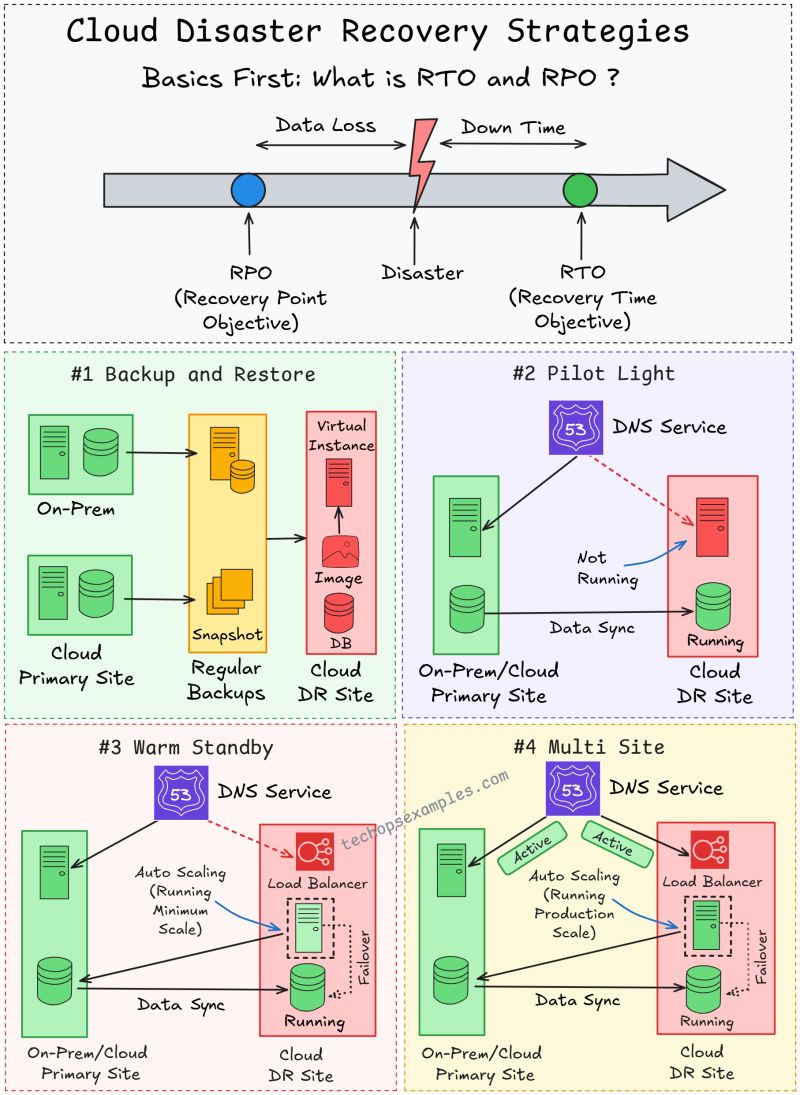 Cloud Disaster Recovery Strategies
Basics First: What is RTO and RPO ?
Data Loss
Down Time
RPO
(Recovery Point
Objective)
Disaster
RTO
(Recovery Time
Objective)
#1 Backup and Restore
On-Prem
Cloud
Primary Site
Snapshot
Regular
Backups
Virtual
Instance
Image
DB
Cloud
DR Site
#2 Pilot Light
53
DNS Service
Not
Running
Data Sync
Running
On-Prem/Cloud
Primary Site
Cloud
DR Site
#3 Warm Standby
53
DNS Service
Load Balancer
Auto Scaling
(Running
Minimum
Scale)
Failover
Data Sync
Running
On-Prem/Cloud
Primary Site
Cloud
DR Site
techopsexamples.com
#4 Multi Site
53
DNS Service
Active
Active
Load Balancer
Auto Scaling
(Running
Production
Scale)
Failover
Data Sync
Running
On-Prem/Cloud
Primary Site
Cloud
DR Site